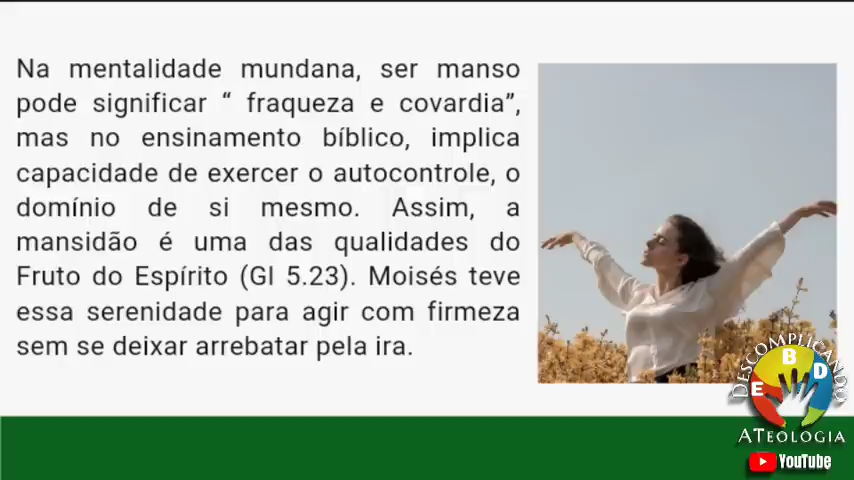 Na mentalidade mundana, ser manso
pode significar “ fraqueza e covardia”,
mas no ensinamento bíblico, implica
capacidade de exercer o autocontrole, o
domínio de si mesmo. Assim, a
mansidão é uma das qualidades do
Fruto do Espírito (Gl 5.23). Moisés teve
essa serenidade para agir com firmeza
sem se deixar arrebatar pela ira.
DESCOMPLICANDO
EBD
ATEOLOGIA
YouTube